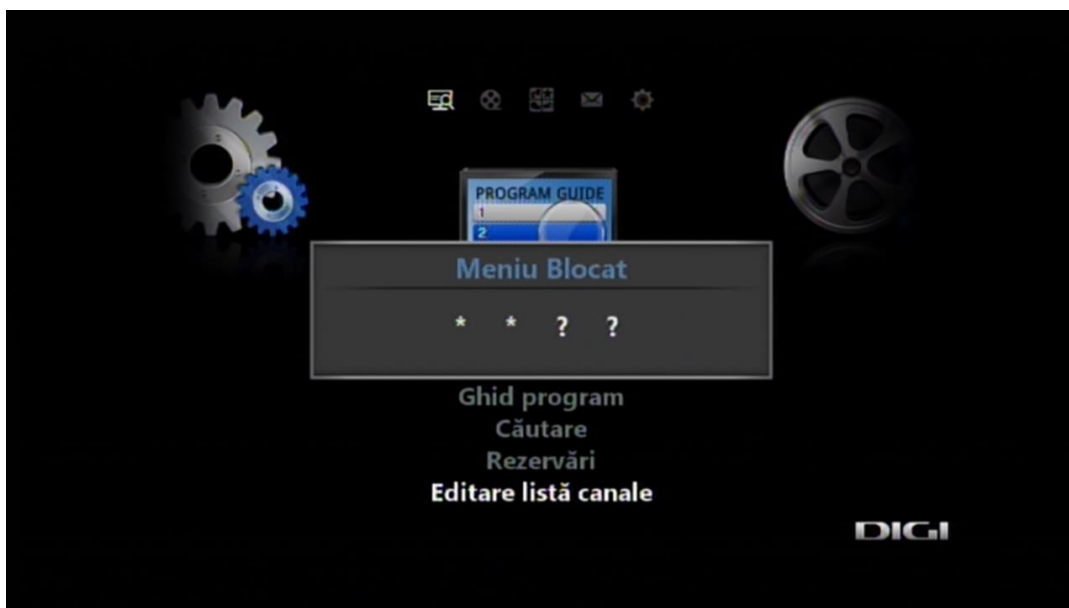 PROGRAM GUIDE
1
2
Meniu Blocat
* * ? ?
Ghid program
Căutare
Rezervări
Editare listă canale
DIGI